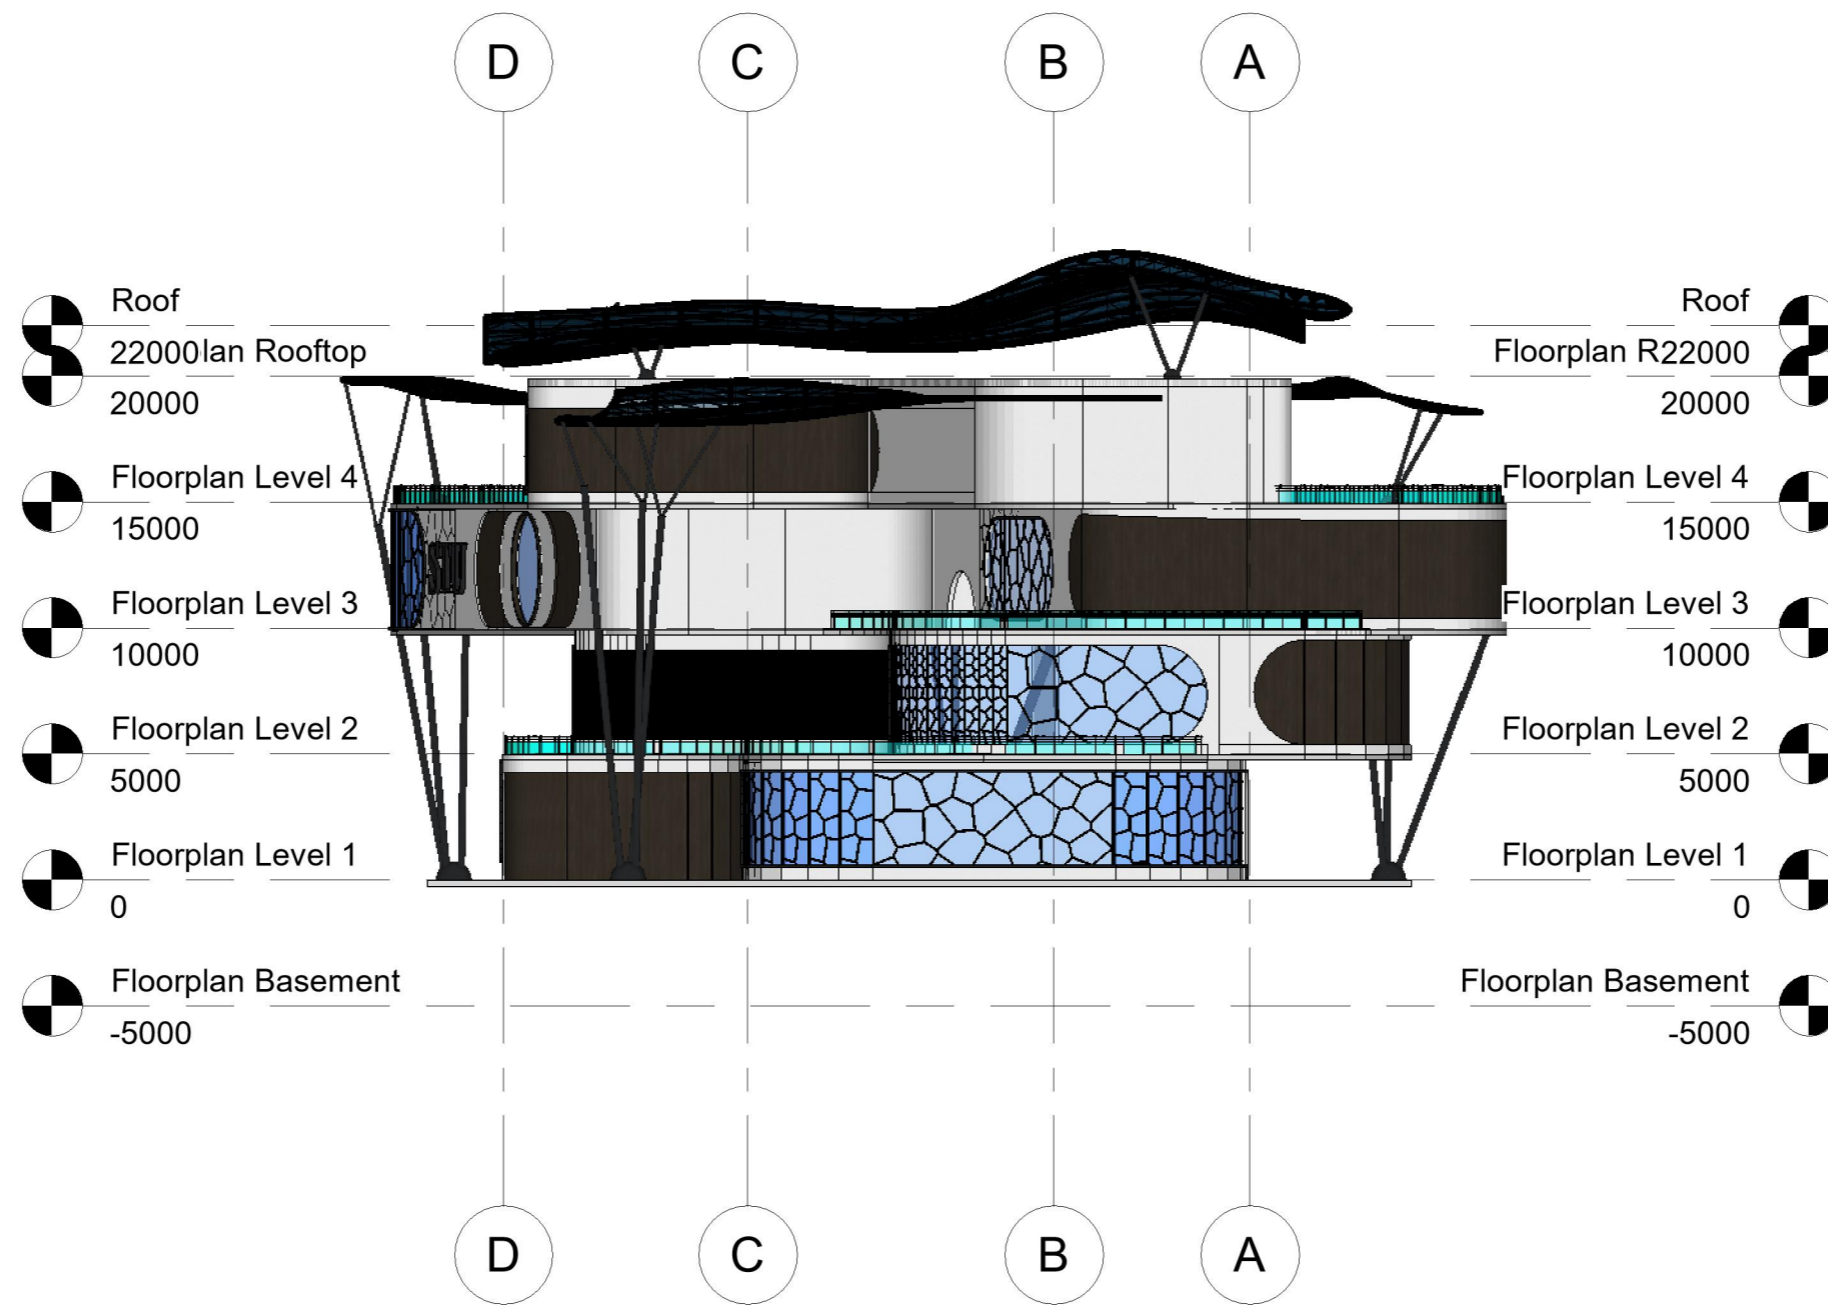 D C B A
Roof
22000
lan Rooftop
20000
Floorplan Level 4
15000
Floorplan Level 3
10000
Floorplan Level 2
5000
Floorplan Level 1
0
Floorplan Basement
-5000
Roof
Floorplan R22000
20000
Floorplan Level 4
15000
Floorplan Level 3
10000
Floorplan Level 2
5000
Floorplan Level 1
0
Floorplan Basement
-5000
D C B A